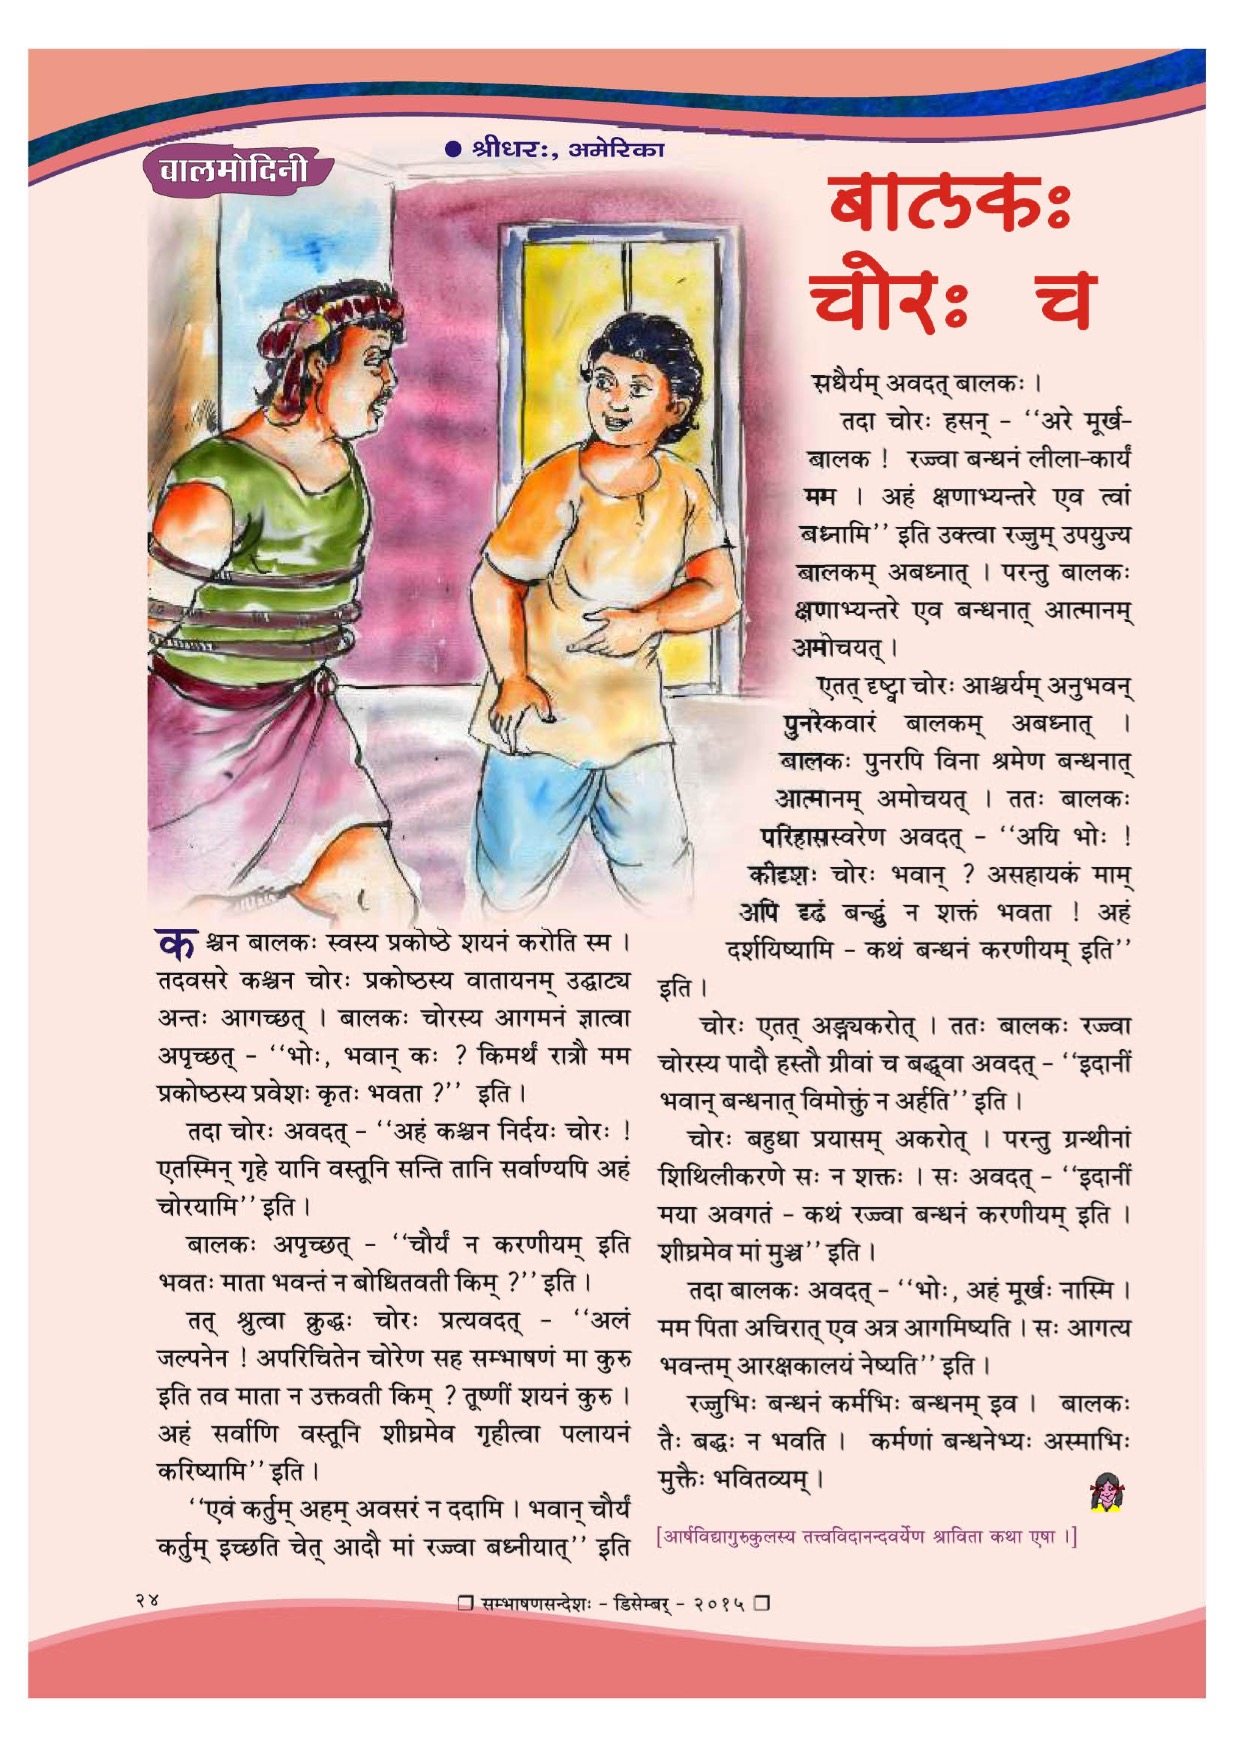 बालमोदिनी
● श्रीधरः, अमेरिका
बालकः
चोरः च
कश्चन बालकः स्वस्य प्रकोष्ठे शयनं करोति स्म ।
तदवसरे कश्चन चोरः प्रकोष्ठस्य वातायनम् उद्घाट्य
अन्तः आगच्छत् । बालकः चोरस्य आगमनं ज्ञात्वा
अपृच्छत् - ‘‘भोः, भवान् कः ? किमर्थं रात्रौ मम
प्रकोष्ठस्य प्रवेशः कृतः भवता ?’’ इति ।
तदा चोरः अवदत् - ‘‘अहं कश्चन निर्दयः चोरः !
एतस्मिन् गृहे यानि वस्तूनि सन्ति तानि सर्वाण्यपि अहं
चोरयामि’’ इति ।
बालकः अपृच्छत् - ‘‘चौर्यं न करणीयम् इति
भवतः माता भवन्तं न बोधितवती किम् ?’’ इति ।
तत् श्रुत्वा क्रुद्धः चोरः प्रत्यवदत् - ‘‘अलं
जल्पनेन ! अपरिचितेन चोरेण सह सम्भाषणं मा कुरु
इति तव माता न उक्तवती किम् ? तूष्णीं शयनं कुरु ।
अहं सर्वाणि वस्तूनि शीघ्रमेव गृहीत्वा पलायनं
करिष्यामि’’ इति ।
‘‘एवं कर्तुम् अहम् अवसरं न ददामि । भवान् चौर्यं
कर्तुम् इच्छति चेत् आदौ मां रज्ज्वा बध्नीयात्’’ इति
सधैर्यम् अवदत् बालकः ।
तदा चोरः हसन् - ‘‘अरे मूर्ख-
बालक ! रज्ज्वा बन्धनं लीला-कार्यं
मम । अहं क्षणाभ्यन्तरे एव त्वां
बध्नामि’’ इति उक्त्वा रज्जुम् उपयुज्य
बालकम् अबध्नात् । परन्तु बालकः
क्षणाभ्यन्तरे एव बन्धनात् आत्मानम्
अमोचयत् ।
एतत् दृष्ट्वा चोरः आश्चर्यम् अनुभवन्
पुनरेकवारं बालकम् अबध्नात् ।
बालकः पुनरपि विना श्रमेण बन्धनात्
आत्मानम् अमोचयत् । ततः बालकः
परिहासस्वरेण अवदत् - ‘‘अयि भोः !
कीदृशः चोरः भवान् ? असहायकं माम्
अपि दृढं बन्द्धुं न शक्तं भवता ! अहं
दर्शयिष्यामि - कथं बन्धनं करणीयम् इति’’
इति ।
चोरः एतत् अङ्ग्यकरोत् । ततः बालकः रज्ज्वा
चोरस्य पादौ हस्तौ ग्रीवां च बद्ध्वा अवदत् - ‘‘इदानीं
भवान् बन्धनात् विमोक्तुं न अर्हति’’ इति ।
चोरः बहुधा प्रयासम् अकरोत् । परन्तु ग्रन्थीनां
शिथिलीकरणे सः न शक्तः । सः अवदत् - ‘‘इदानीं
मया अवगतं - कथं रज्ज्वा बन्धनं करणीयम् इति ।
शीघ्रमेव मां मुञ्च’’ इति ।
तदा बालकः अवदत् - ‘‘भोः, अहं मूर्खः नास्मि ।
मम पिता अचिरात् एव अत्र आगमिष्यति । सः आगत्य
भवन्तम् आरक्षकालयं नेष्यति’’ इति ।
रज्जुभिः बन्धनं कर्मभिः बन्धनम् इव । बालकः
तैः बद्धः न भवति । कर्मणां बन्धनेभ्यः अस्माभिः
मुक्तैः भवितव्यम् ।
[आर्षविद्यागुरुकुलस्य तत्त्वविदानन्दवर्येण श्राविता कथा एषा ।]
२४
❐ सम्भाषणसन्देशः - डिसेम्बर् - २०१५ ❐